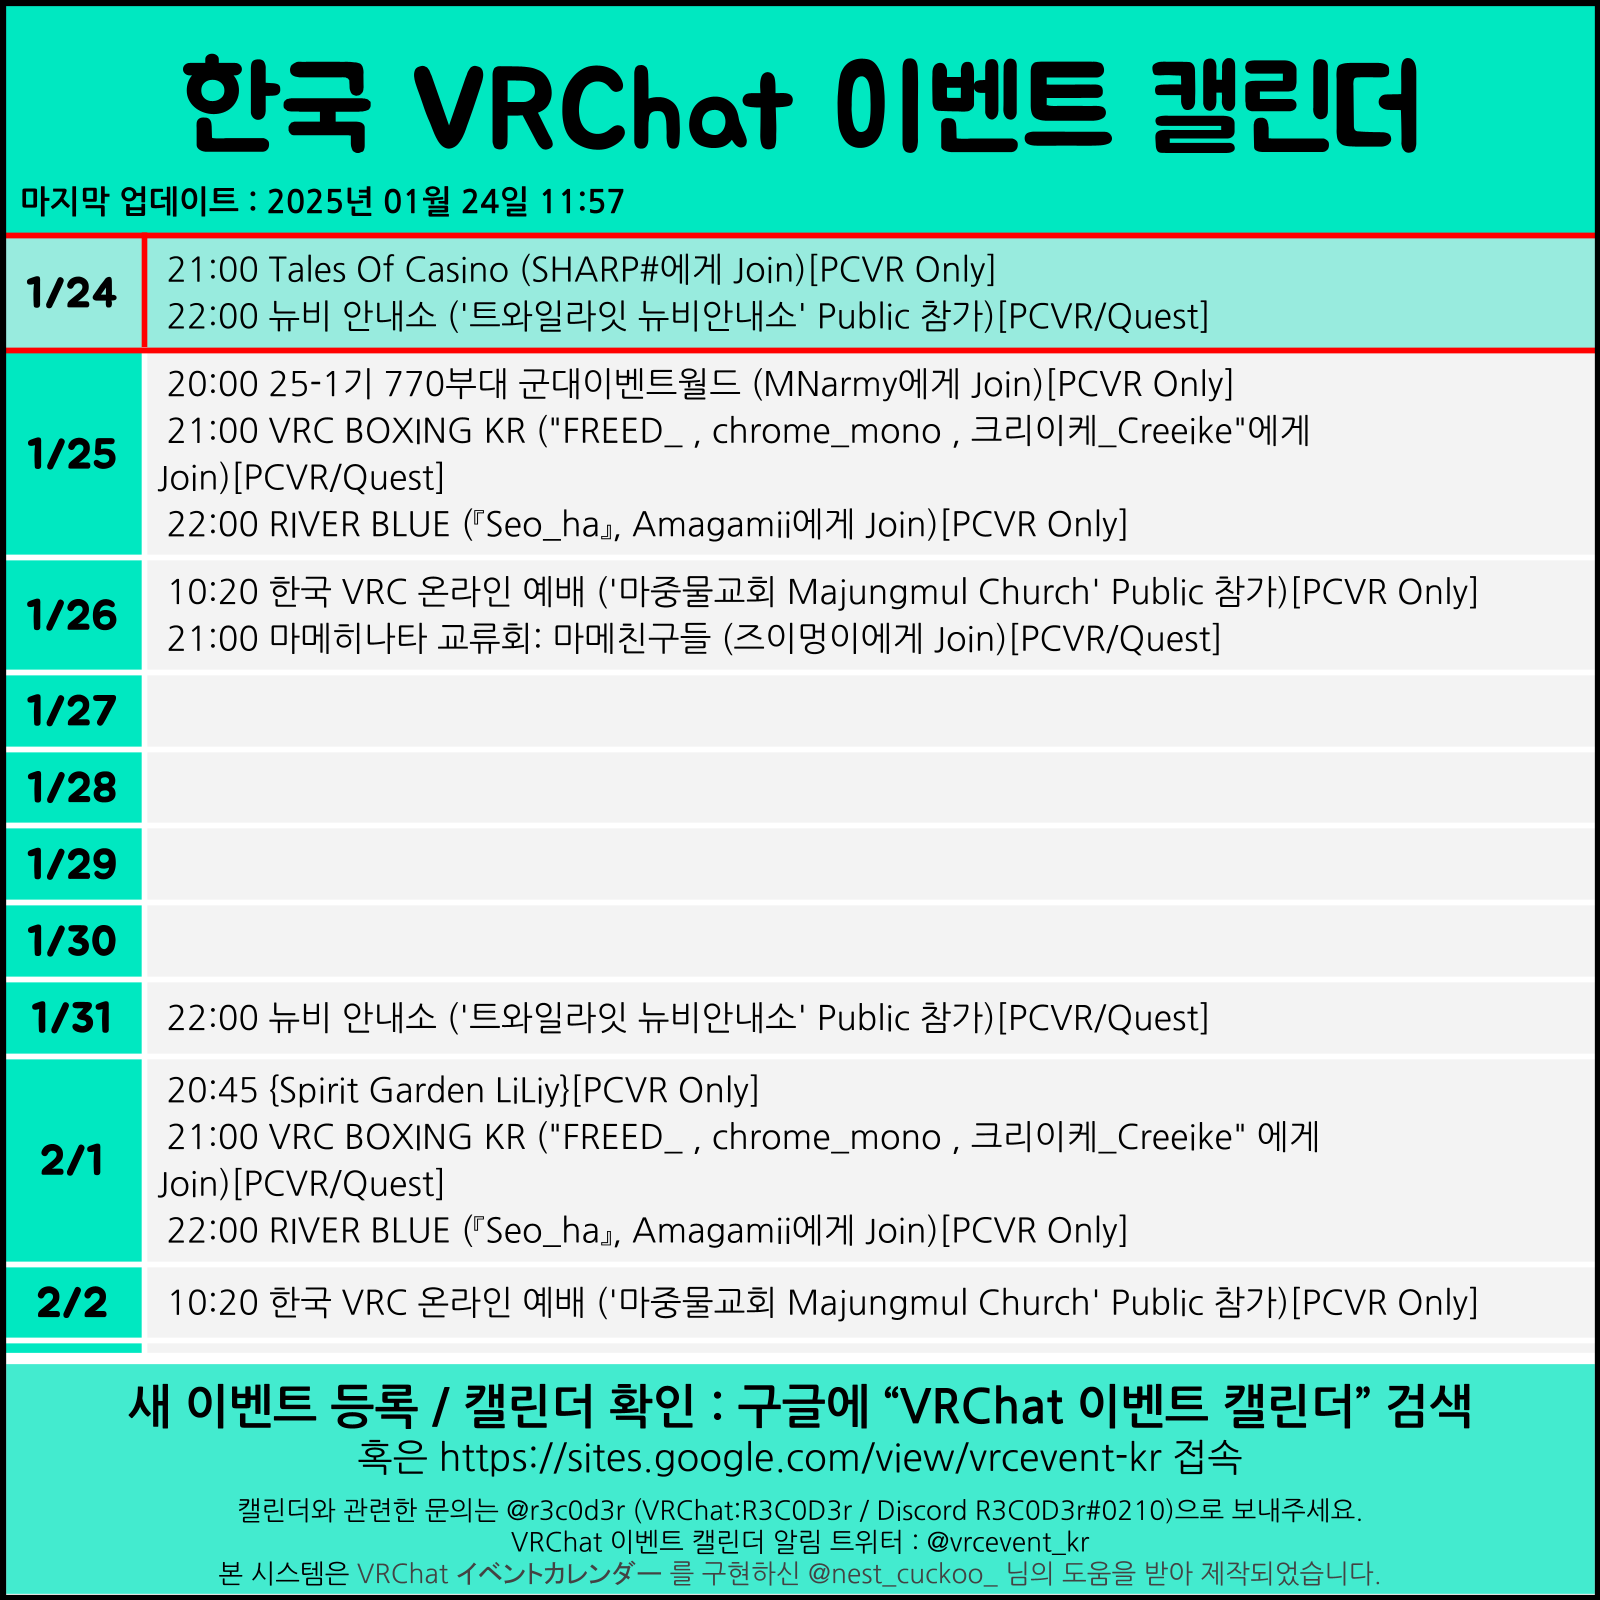 한국 VRChat 이벤트 캘린더
마지막 업데이트 : 2025년 01월 24일 11:57
1/24
21:00 Tales Of Casino (SHARP#에게 Join)[PCVR Only]
22:00 뉴비 안내소 ('트와일라잇 뉴비안내소' Public 참가)[PCVR/Quest]
1/25
20:00 25-1기 770부대 군대이벤트월드 (MNarmy에게 Join)[PCVR Only]
21:00 VRC BOXING KR ("FREED_ , chrome_mono , 크리이케_Creeike"에게
Join)[PCVR/Quest]
22:00 RIVER BLUE (『Seo_ha』, Amagamii에게 Join)[PCVR Only]
1/26
10:20 한국 VRC 온라인 예배 ('마중물교회 Majungmul Church' Public 참가)[PCVR Only]
21:00 마메히나타 교류회: 마메친구들 (즈이멍이에게 Join)[PCVR/Quest]
1/27
1/28
1/29
1/30
1/31
22:00 뉴비 안내소 ('트와일라잇 뉴비안내소' Public 참가)[PCVR/Quest]
2/1
20:45 {Spirit Garden LiLiy}[PCVR Only]
21:00 VRC BOXING KR ("FREED_ , chrome_mono , 크리이케_Creeike" 에게
Join)[PCVR/Quest]
22:00 RIVER BLUE (『Seo_ha』, Amagamii에게 Join)[PCVR Only]
2/2
10:20 한국 VRC 온라인 예배 ('마중물교회 Majungmul Church' Public 참가)[PCVR Only]
새 이벤트 등록 / 캘린더 확인 : 구글에 “VRChat 이벤트 캘린더” 검색
혹은 https://sites.google.com/view/vrcevent-kr 접속
캘린더와 관련한 문의는 @r3c0d3r (VRChat:R3C0D3r / Discord R3C0D3r#0210)으로 보내주세요.
VRChat 이벤트 캘린더 알림 트위터 : @vrcevent_kr
본 시스템은 VRChat イベントカレンダー 를 구현하신 @nest_cuckoo_ 님의 도움을 받아 제작되었습니다.